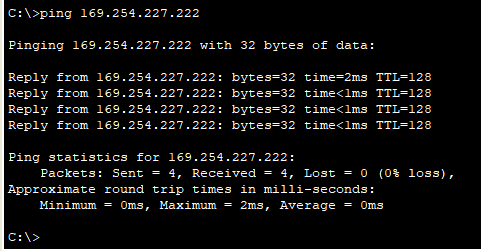 C:\>ping 169.254.227.222
Pinging 169.254.227.222 with 32 bytes of data:
Reply from 169.254.227.222: bytes=32 time=2ms TTL=128
Reply from 169.254.227.222: bytes=32 time<1ms TTL=128
Reply from 169.254.227.222: bytes=32 time<1ms TTL=128
Reply from 169.254.227.222: bytes=32 time<1ms TTL=128
Ping statistics for 169.254.227.222:
    Packets: Sent = 4, Received = 4, Lost = 0 (0% loss),
Approximate round trip times in milli-seconds:
    Minimum = 0ms, Maximum = 2ms, Average = 0ms
C:\>